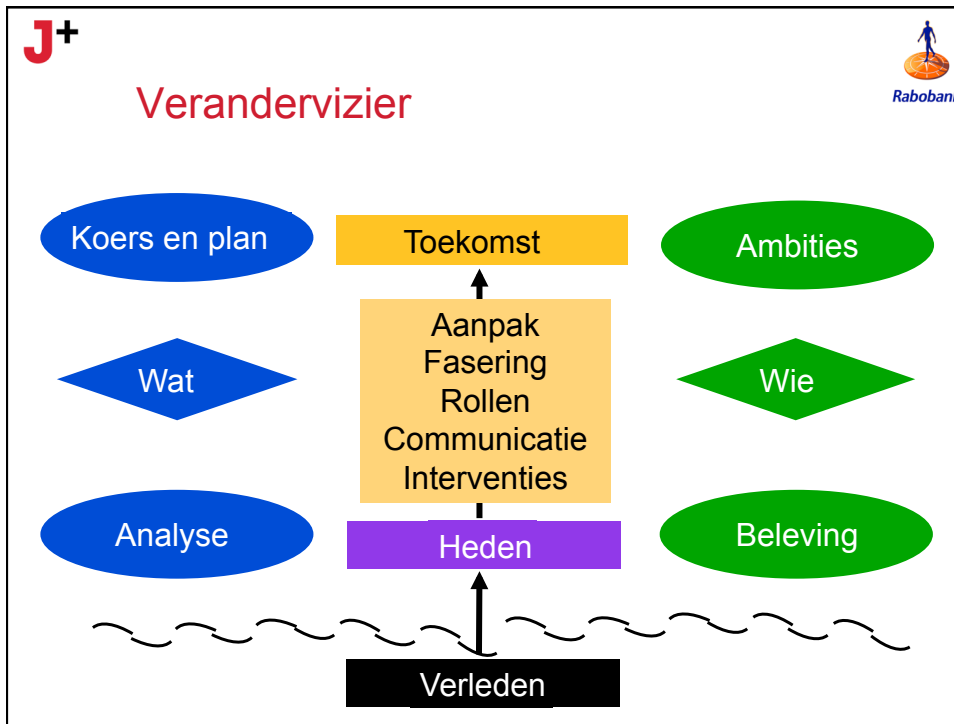 J+
Rabobank
Verandervizier
Koers en plan
Toekomst
Ambities
Aanpak
Fasering
Rollen
Communicatie
Interventies
Wat
Wie
Analyse
Heden
Beleving
Verleden